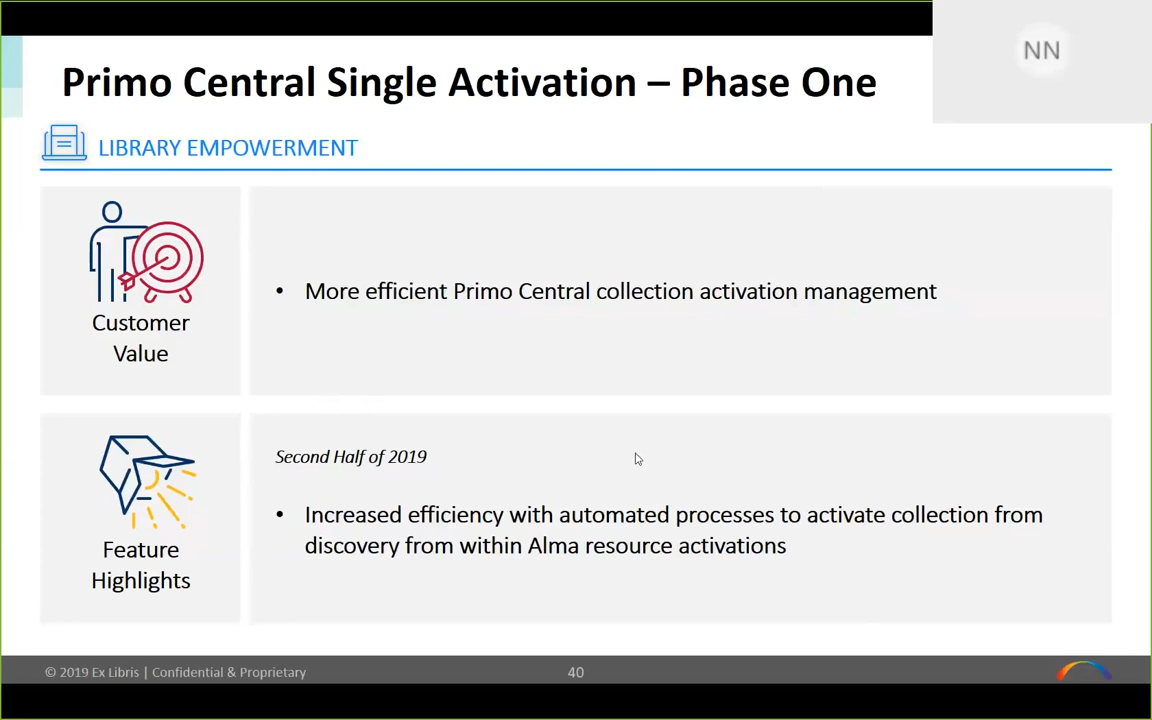 NN
Primo Central Single Activation – Phase One
LIBRARY EMPOWERMENT
Customer
Value
• More efficient Primo Central collection activation management
Feature
Highlights
Second Half of 2019
• Increased efficiency with automated processes to activate collection from
discovery from within Alma resource activations
© 2019 Ex Libris | Confidential & Proprietary
40